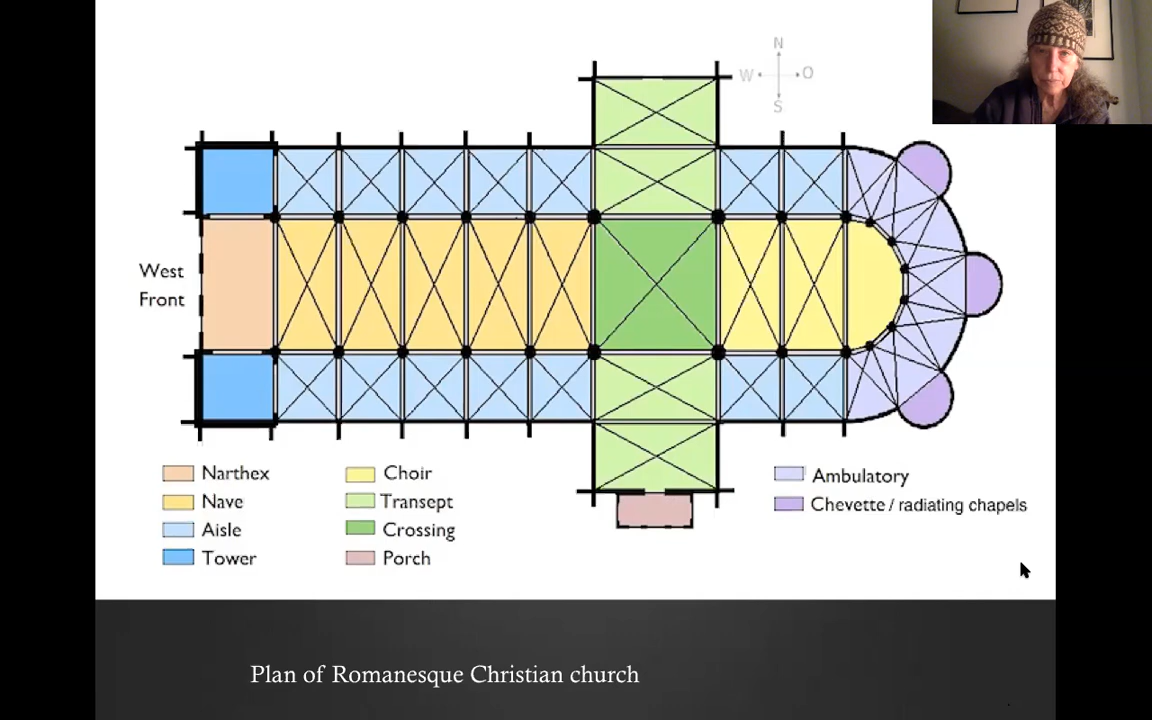 N
W O
S
West
Front
Narthex
Nave
Aisle
Tower
Choir
Transept
Crossing
Porch
Ambulatory
Chevette / radiating chapels
Plan of Romanesque Christian church